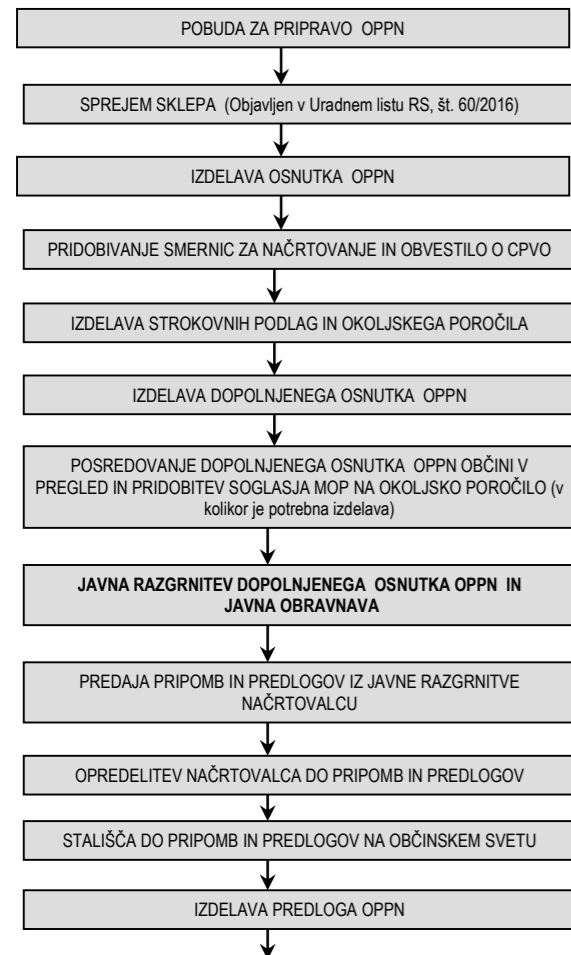 POBUDA ZA PRIPRAVO OPPN
SPREJEM SKLEPA (Objavljen v Uradnem listu RS, št. 60/2016)
IZDELAVA OSNUTKA OPPN
PRIDOBIVANJE SMERNIC ZA NAČRTOVANJE IN OBVESTILO O CPVO
IZDELAVA STROKOVNIH PODLAG IN OKOLJSKEGA POROČILA
IZDELAVA DOPOLNJENEGA OSNUTKA OPPN
POSREDOVANJE DOPOLNJENEGA OSNUTKA OPPN OBČINI V
PREGLED IN PRIDOBITEV SOGLASJA MOP NA OKOLJSKO POROČILO (v
kolikor je potrebna izdelava)
JAVNA RAZGRNITEV DOPOLNJENEGA OSNUTKA OPPN IN
JAVNA OBRAVNAVA
PREDAJA PRIPOMB IN PREDLOGOV IZ JAVNE RAZGRNITVE
NAČRTOVALCU
OPREDELITEV NAČRTOVALCA DO PRIPOMB IN PREDLOGOV
STALIŠČA DO PRIPOMB IN PREDLOGOV NA OBČINSKEM SVETU
IZDELAVA PREDLOGA OPPN